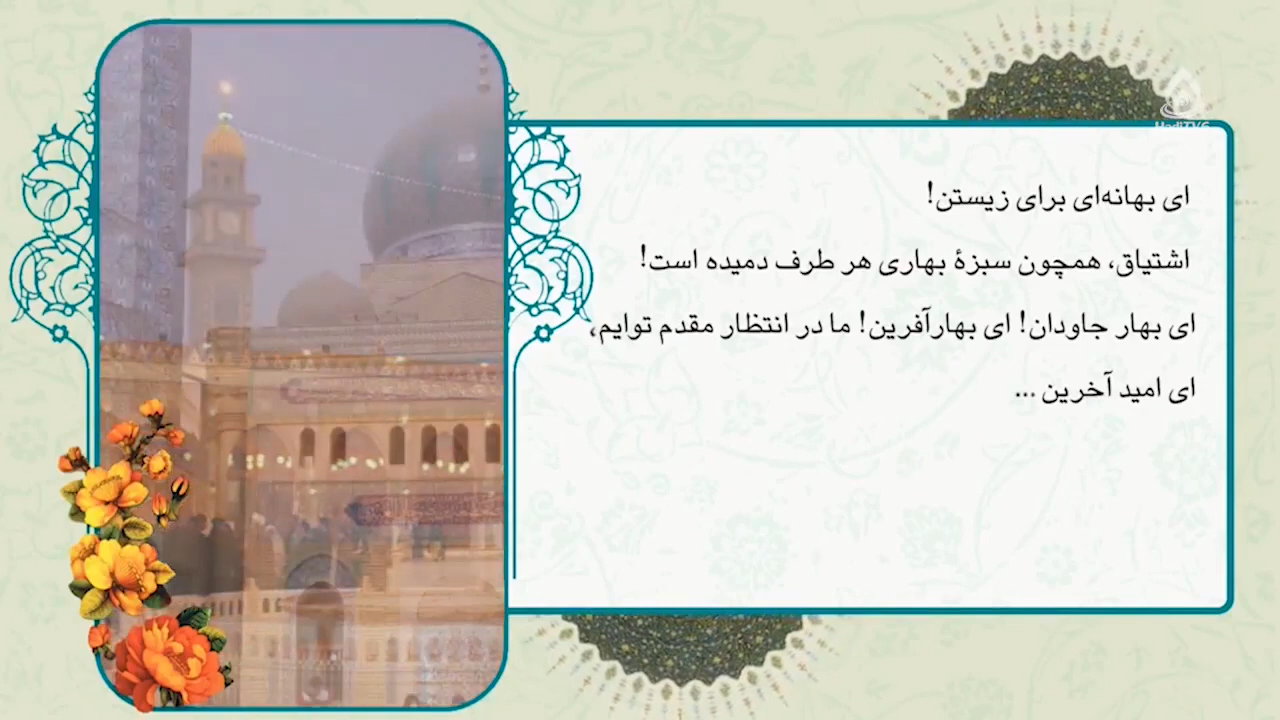 ای بهانه‌ای برای زیستن!
اشتیاق، همچون سبزهٔ بهاری هر طرف دمیده است!
ای بهار جاودان! ای بهارآفرین! ما در انتظار مقدم توایم،
ای امید آخرین ...